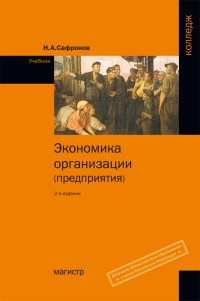 Н.А.Сафронов
Учебник
колледж
Экономика
организации
(предприятия)
2-е издание
магистр